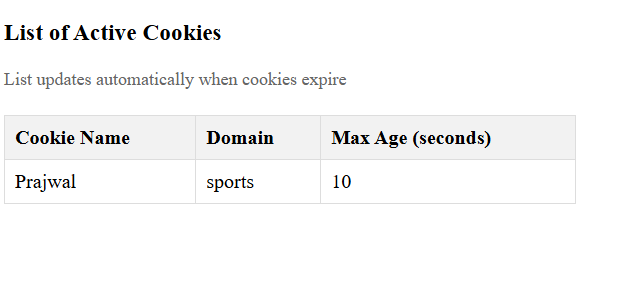 List of Active Cookies
List updates automatically when cookies expire
Cookie Name Domain Max Age (seconds)
Prajwal sports 10